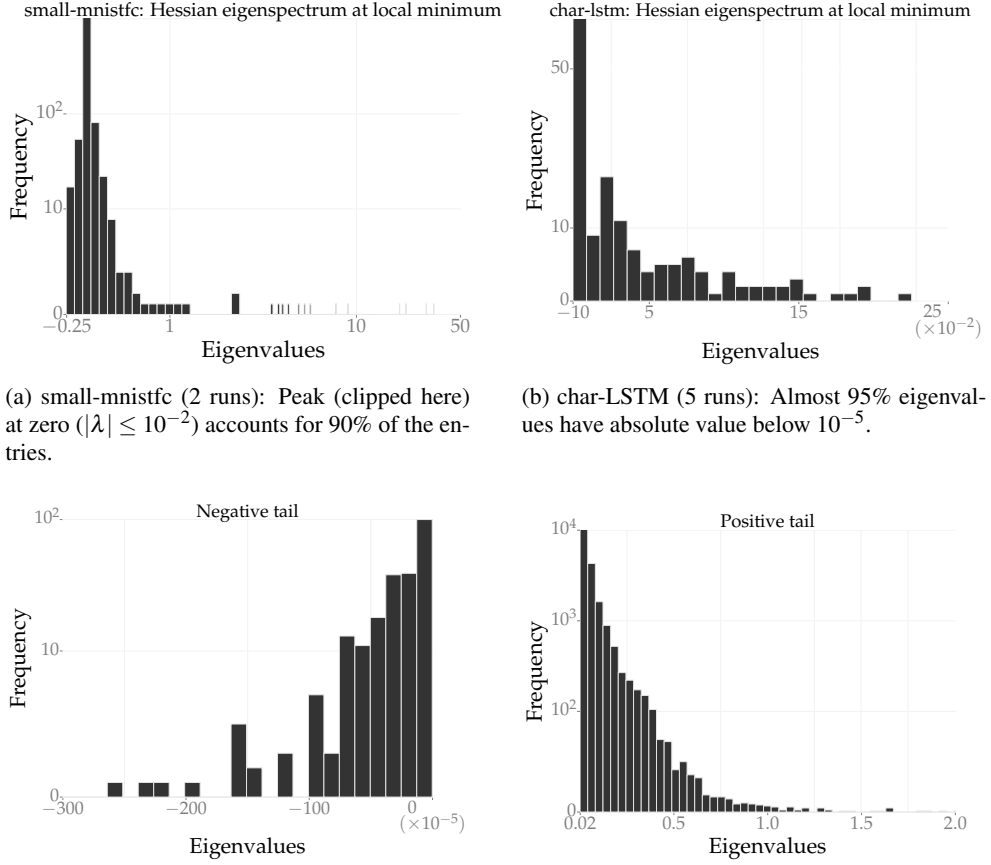 small-mnistfc: Hessian eigenspectrum at local minimum
Frequency
10²
10
0
−0.25
1
10
50
Eigenvalues
char-lstm: Hessian eigenspectrum at local minimum
Frequency
50
10
0
−10
5
15
25
(×10⁻²)
Eigenvalues
(a) small-mnistfc (2 runs): Peak (clipped here)
at zero (|λ| ≤ 10⁻²) accounts for 90% of the en-
tries.
(b) char-LSTM (5 runs): Almost 95% eigenval-
ues have absolute value below 10⁻⁵.
Negative tail
Frequency
10²
10
0
−300
−200
−100
0
(×10⁻⁵)
Eigenvalues
Positive tail
Frequency
10⁴
10³
10²
0
0.02
0.5
1.0
1.5
2.0
Eigenvalues